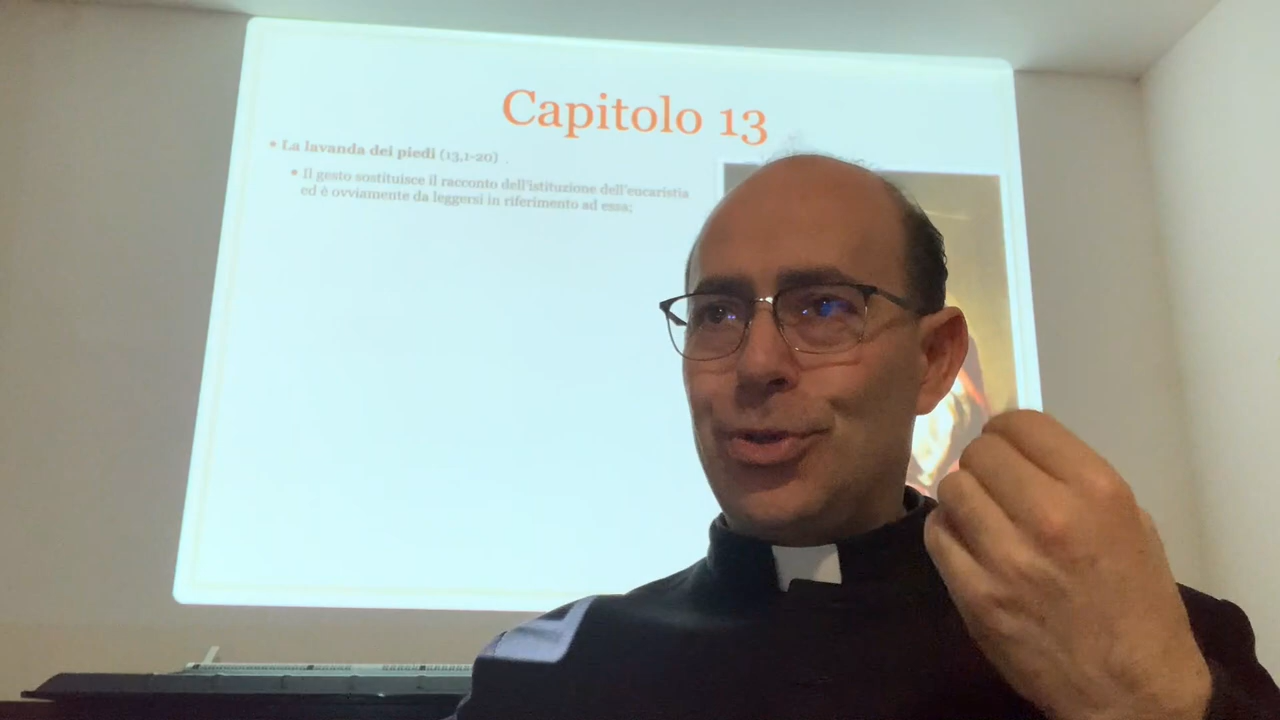 Capitolo 13
• La lavanda dei piedi (13,1-20)
• Il gesto sostituisce il racconto dell'istituzione dell'eucaristia
ed è ovviamente da leggersi in riferimento ad essa;